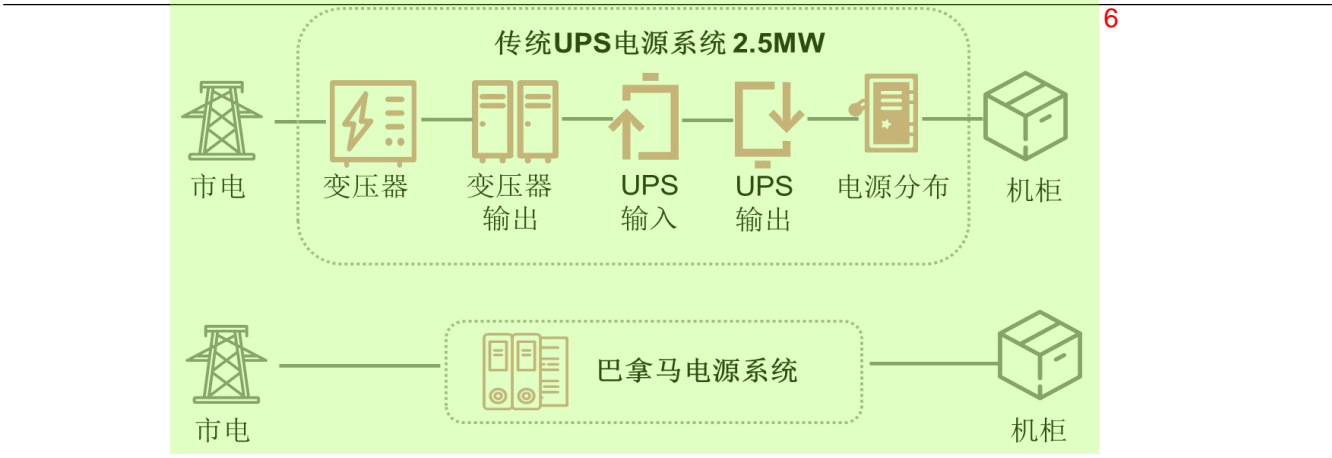 6
传统UPS电源系统 2.5MW
市电
变压器
变压器
输出
UPS
输入
UPS
输出
电源分布
机柜
巴拿马电源系统
市电
机柜